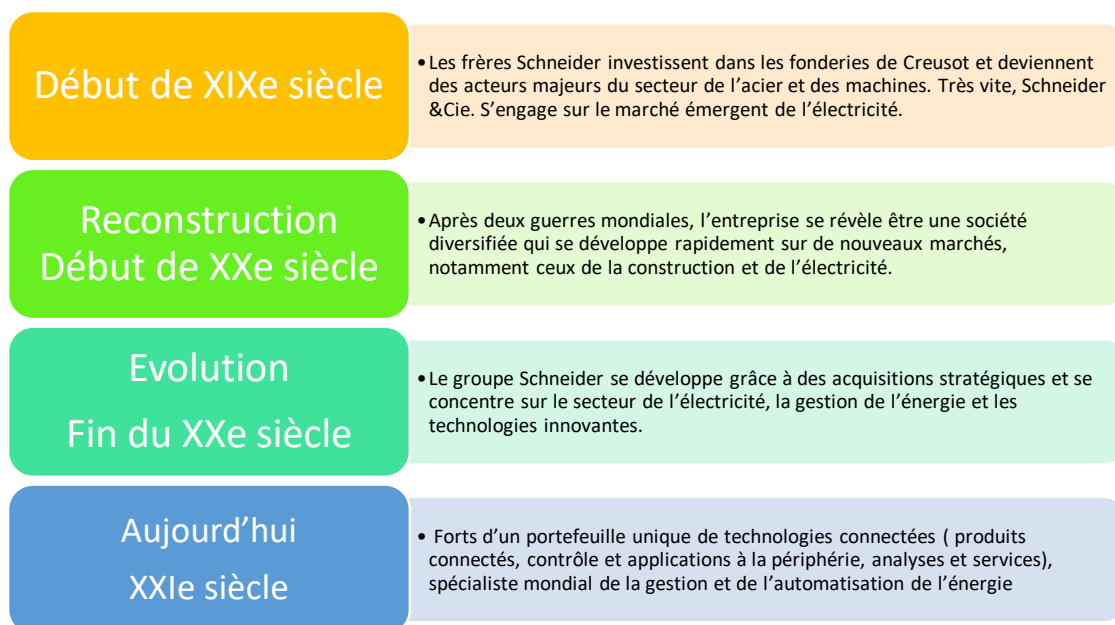 Début de XIXe siècle
•Les frères Schneider investissent dans les fonderies de Creusot et deviennent
des acteurs majeurs du secteur de l’acier et des machines. Très vite, Schneider
&Cie. S’engage sur le marché émergent de l’électricité.
Reconstruction
Début de XXe siècle
•Après deux guerres mondiales, l’entreprise se révèle être une société
diversifiée qui se développe rapidement sur de nouveaux marchés,
notamment ceux de la construction et de l’électricité.
Evolution
Fin du XXe siècle
•Le groupe Schneider se développe grâce à des acquisitions stratégiques et se
concentre sur le secteur de l’électricité, la gestion de l’énergie et les
technologies innovantes.
Aujourd’hui
XXIe siècle
• Forts d’un portefeuille unique de technologies connectées ( produits
connectés, contrôle et applications à la périphérie, analyses et services),
spécialiste mondial de la gestion et de l’automatisation de l’énergie